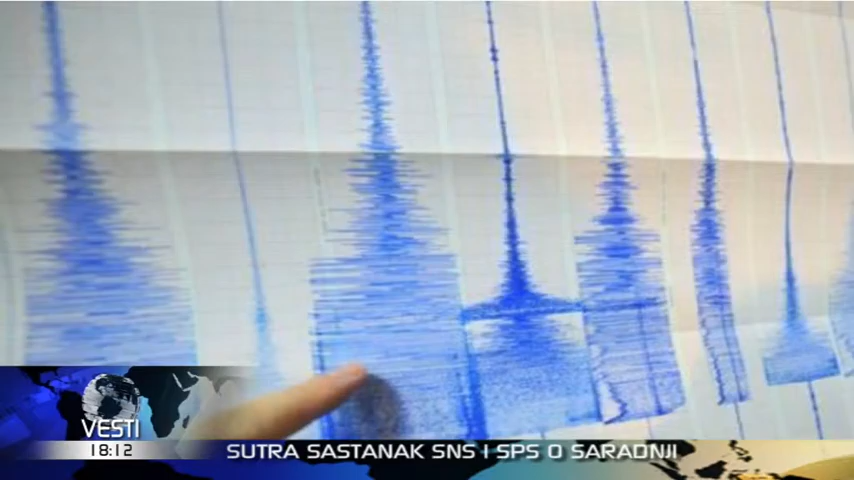 VESTI
18:12
SUTRA SASTANAK SNS I SPS O SARADNJI